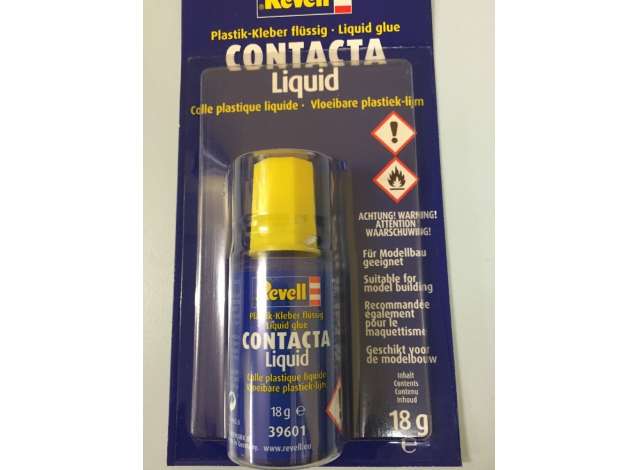 Revell
Plastik-Kleber flüssig · Liquid glue
CONTACTA
Liquid
Colle plastique liquide · Vloeibare plastiek-lijm
ACHTUNG! WARNING!
ATTENTION
WAARSCHUWING!
Für Modellbau
geeignet
Suitable for
model building
Recommandée
également
pour le
maquettisme
Geschikt voor
de modelbouw
Inhalt
Contents
Contenu
Inhoud
18 g
e
Revell
Plastik-Kleber flüssig
Liquid glue
CONTACTA
Liquid
Colle plastique liquide
Vloeibare plastiek-lijm
18 g e
39601
www.revell.eu
Germany.